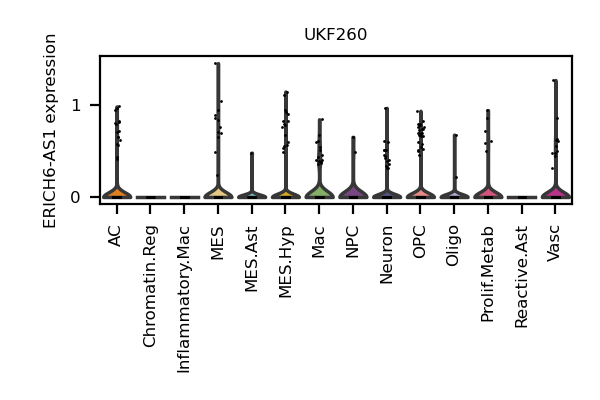 UKF260
ERICH6-AS1 expression
1
0
AC
Chromatin.Reg
Inflammatory.Mac
MES
MES.Ast
MES.Hyp
Mac
NPC
Neuron
OPC
Oligo
Prolif.Metab
Reactive.Ast
Vasc